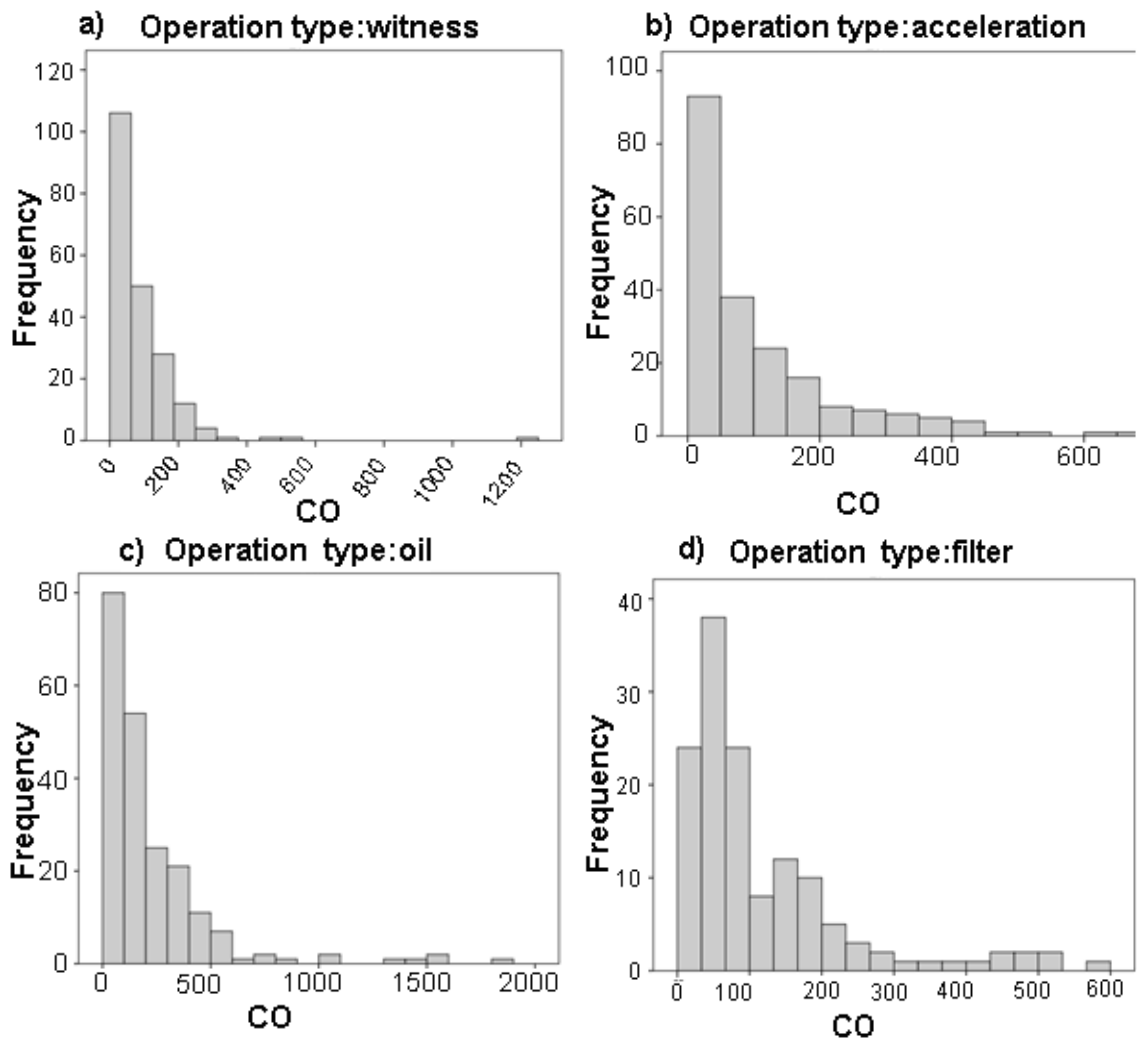 a) Operation type:witness
120
100
80
60
40
20
0
Frequency
0 200 400 600 800 1000 1200
CO
b) Operation type:acceleration
100
80
60
40
20
0
Frequency
0 200 400 600
CO
c) Operation type:oil
80
60
40
20
0
Frequency
0 500 1000 1500 2000
CO
d) Operation type:filter
40
30
20
10
0
Frequency
0 100 200 300 400 500 600
CO